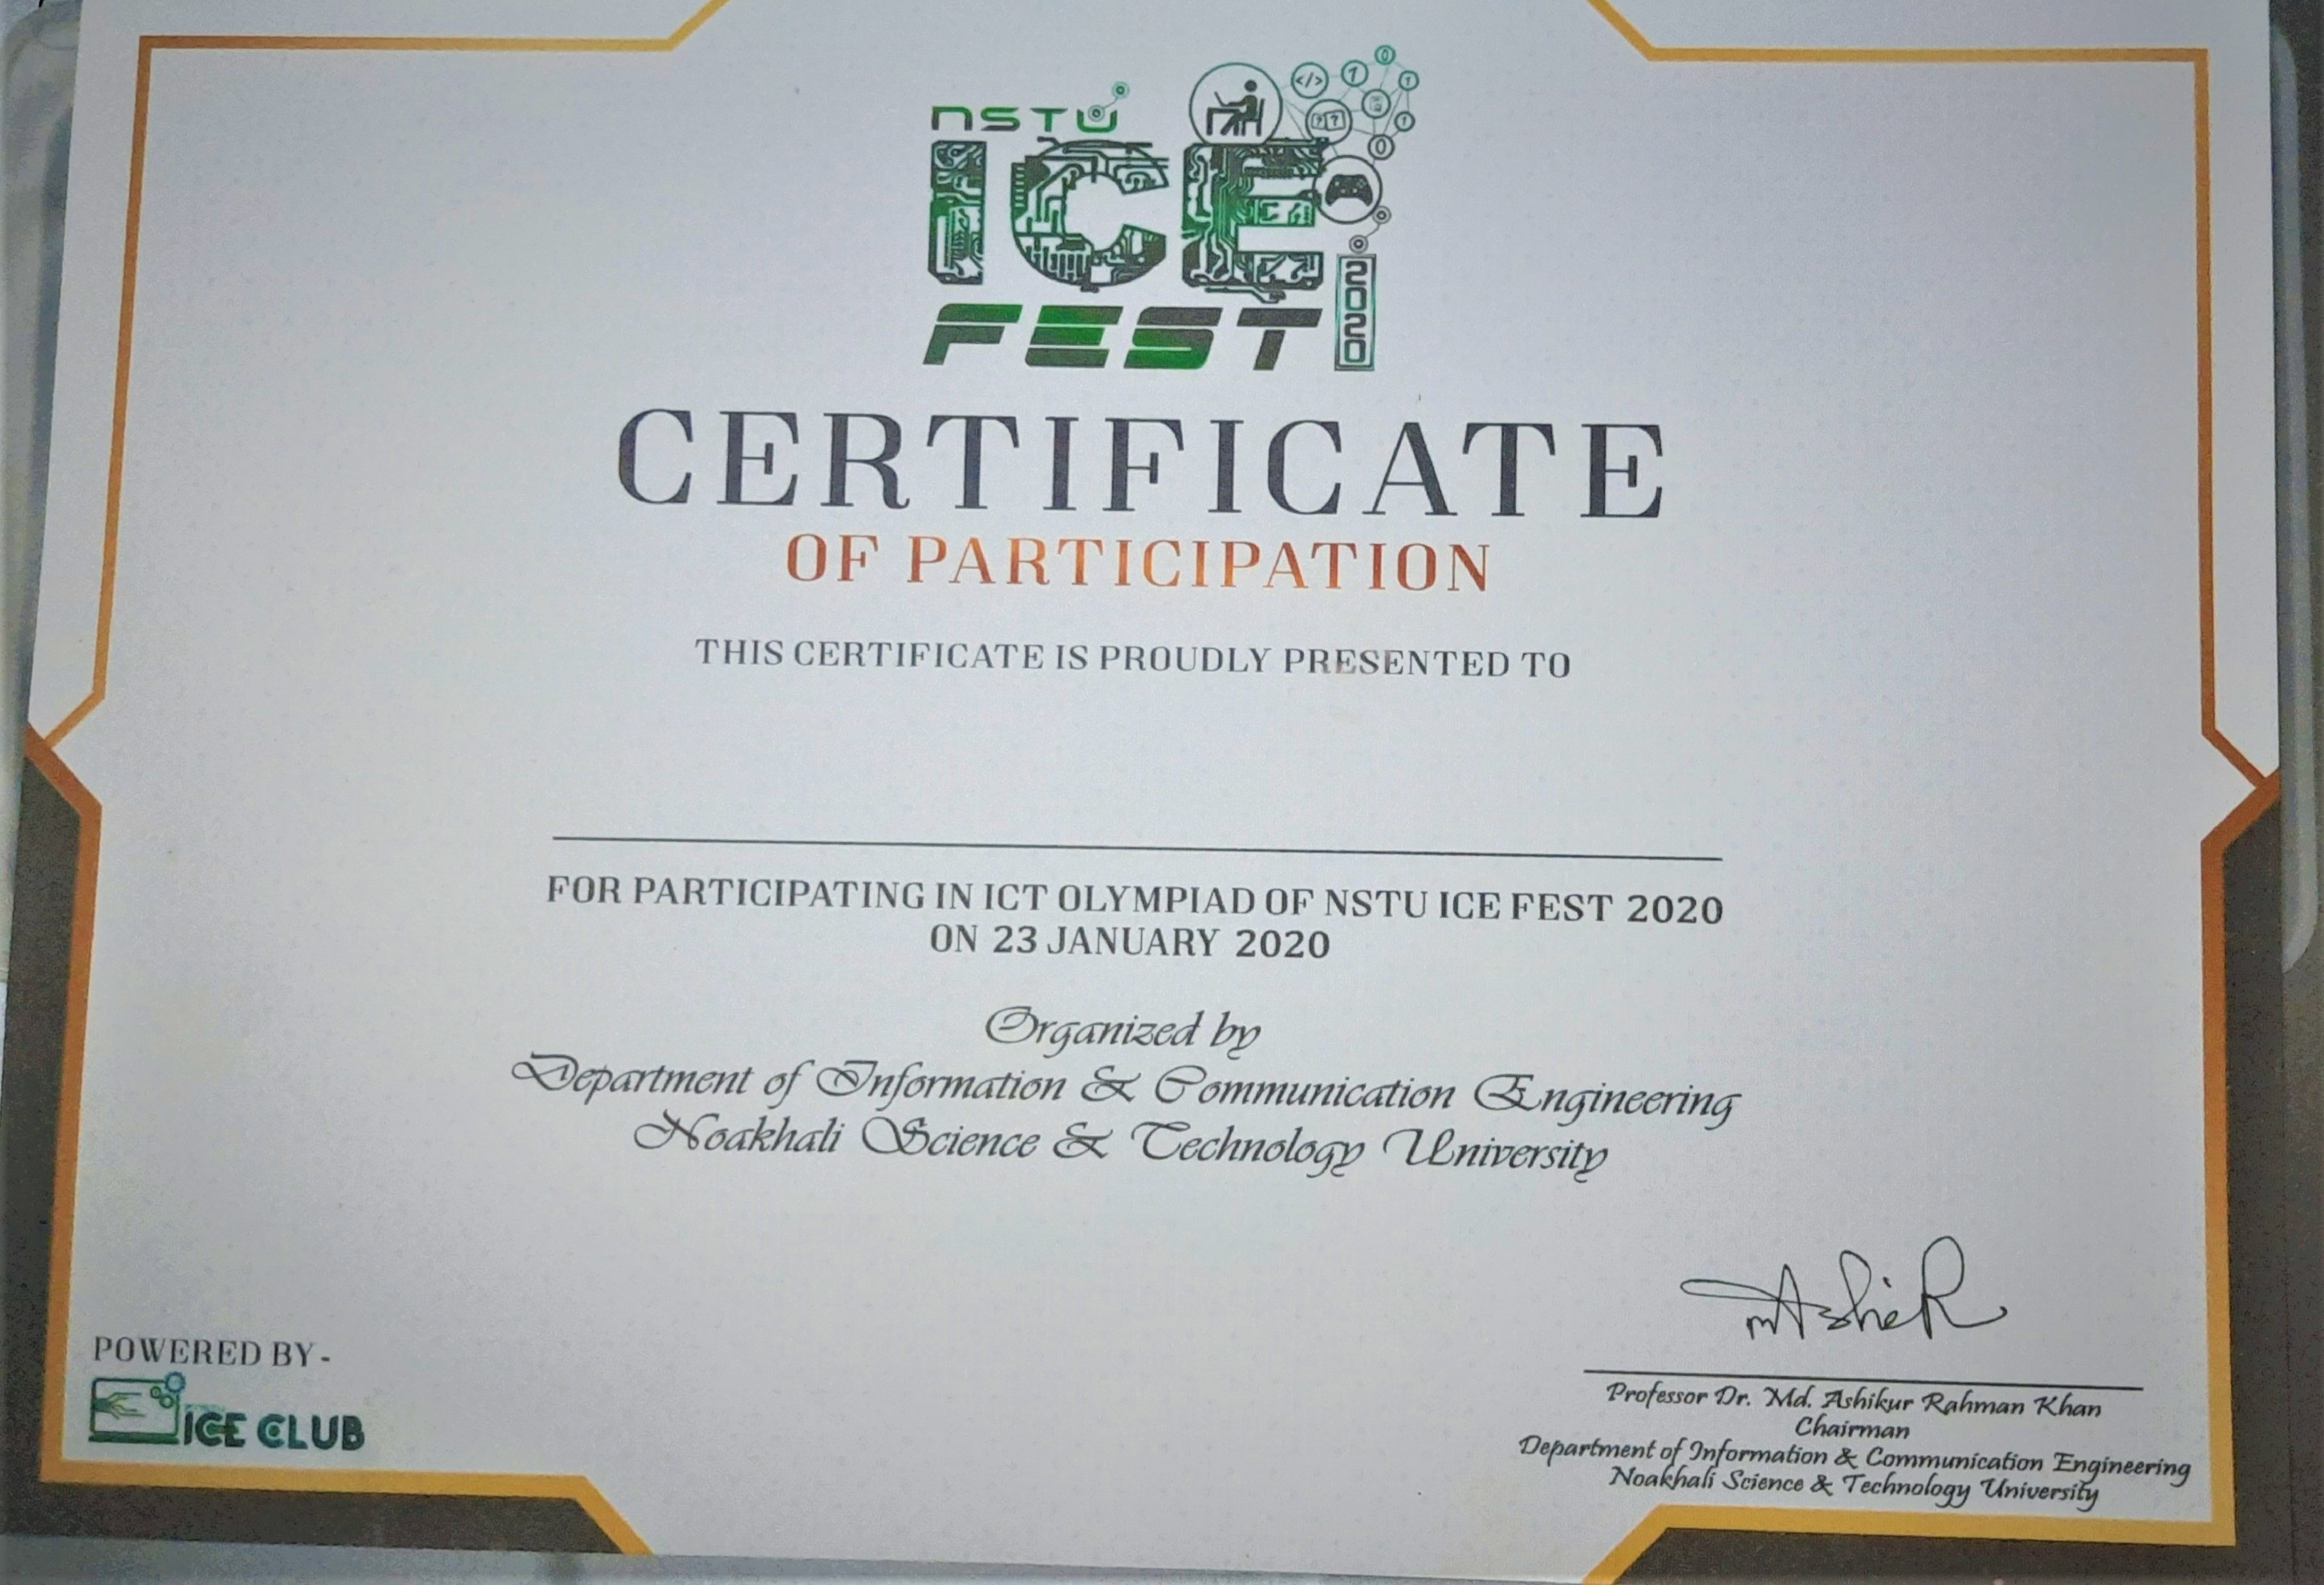 NSTU
ICE
FEST 2020
CERTIFICATE
OF PARTICIPATION
THIS CERTIFICATE IS PROUDLY PRESENTED TO
FOR PARTICIPATING IN ICT OLYMPIAD OF NSTU ICE FEST 2020
ON 23 JANUARY 2020
Organized by
Department of Information & Communication Engineering
Noakhali Science & Technology University
POWERED BY-
ICE CLUB
Professor Dr. Md. Ashikur Rahman Khan
Chairman
Department of Information & Communication Engineering
Noakhali Science & Technology University